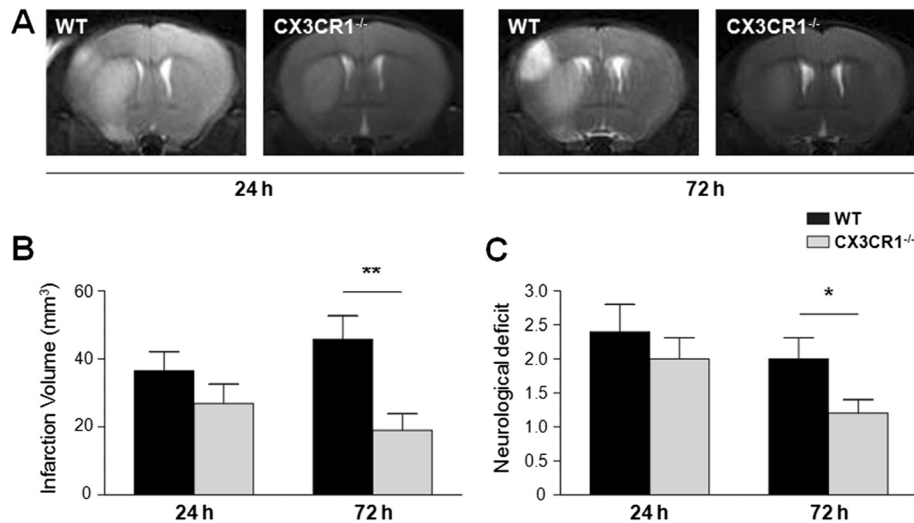 A
WT
CX3CR1-/-
WT
CX3CR1-/-
24 h
72 h
WT
CX3CR1-/-
B
**
60
40
20
0
Infarction Volume (mm³)
24 h
72 h
C
*
3.0
2.5
2.0
1.5
1.0
0.5
0
Neurological deficit
24 h
72 h